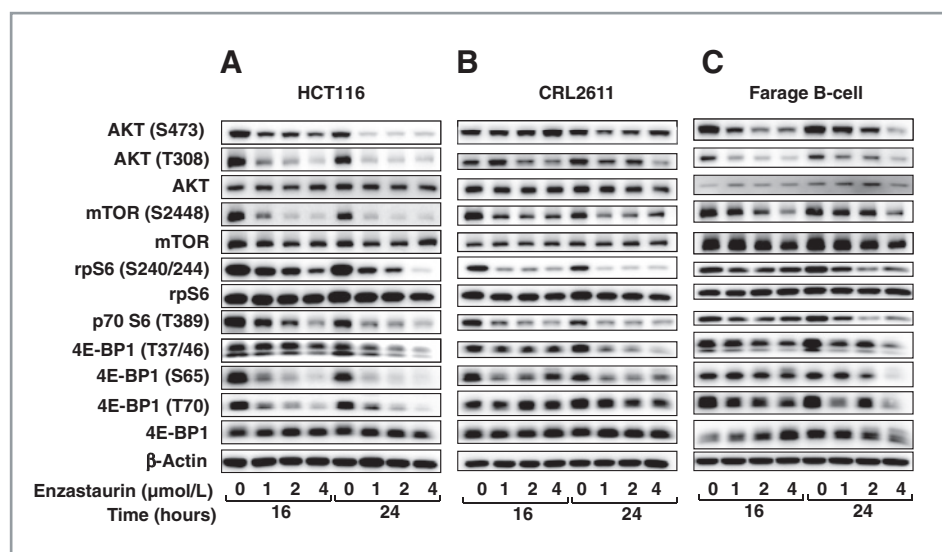 A B C
HCT116 CRL2611 Farage B-cell
AKT (S473)
AKT (T308)
AKT
mTOR (S2448)
mTOR
rpS6 (S240/244)
rpS6
p70 S6 (T389)
4E-BP1 (T37/46)
4E-BP1 (S65)
4E-BP1 (T70)
4E-BP1
β-Actin
Enzastaurin (μmol/L) 0 1 2 4 0 1 2 4 0 1 2 4 0 1 2 4 0 1 2 4 0 1 2 4
Time (hours) 16 24 16 24 16 24